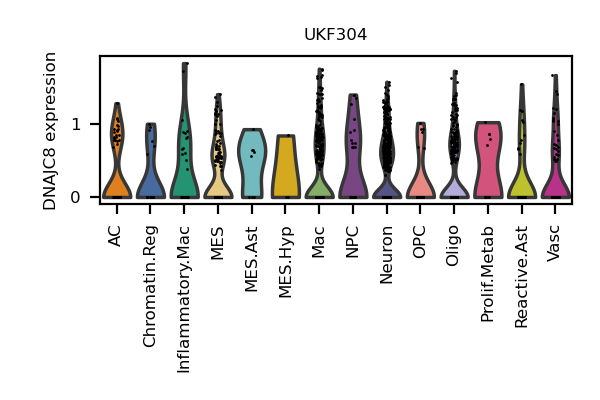 UKF304
DNAJC8 expression
1
0
AC
Chromatin.Reg
Inflammatory.Mac
MES
MES.Ast
MES.Hyp
Mac
NPC
Neuron
OPC
Oligo
Prolif.Metab
Reactive.Ast
Vasc